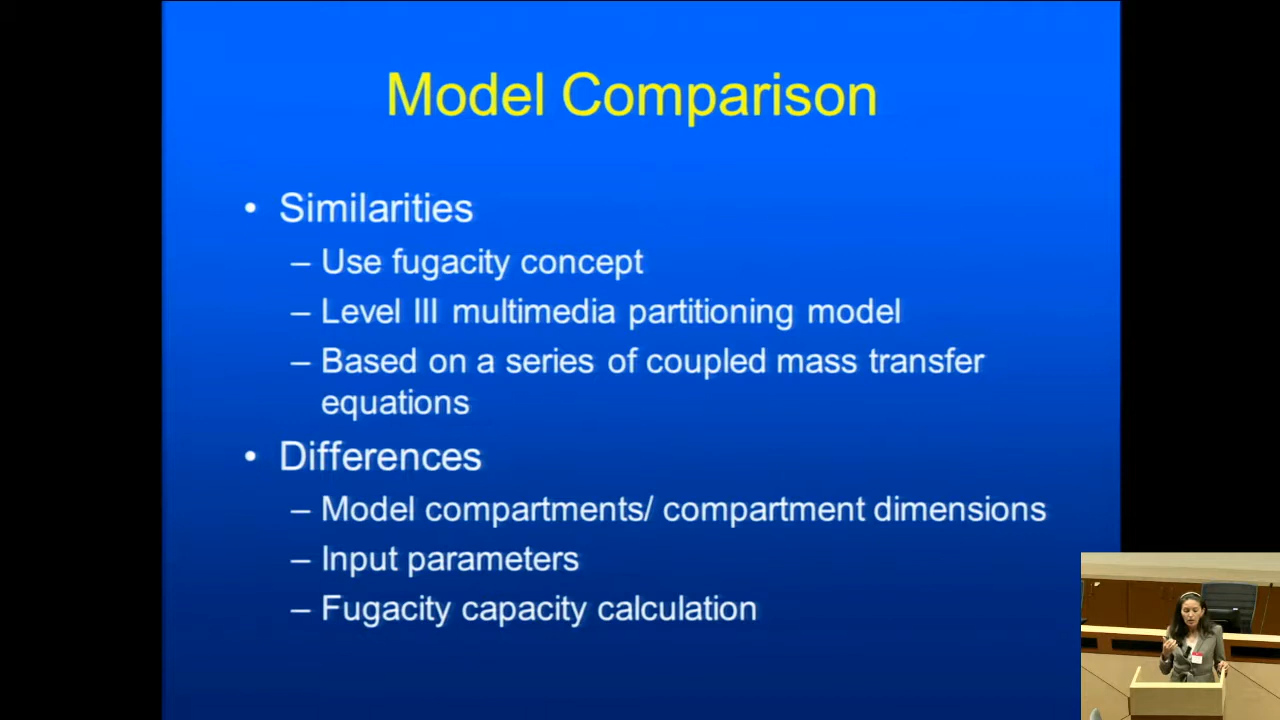 Model Comparison
• Similarities
– Use fugacity concept
– Level III multimedia partitioning model
– Based on a series of coupled mass transfer
equations
• Differences
– Model compartments/ compartment dimensions
– Input parameters
– Fugacity capacity calculation